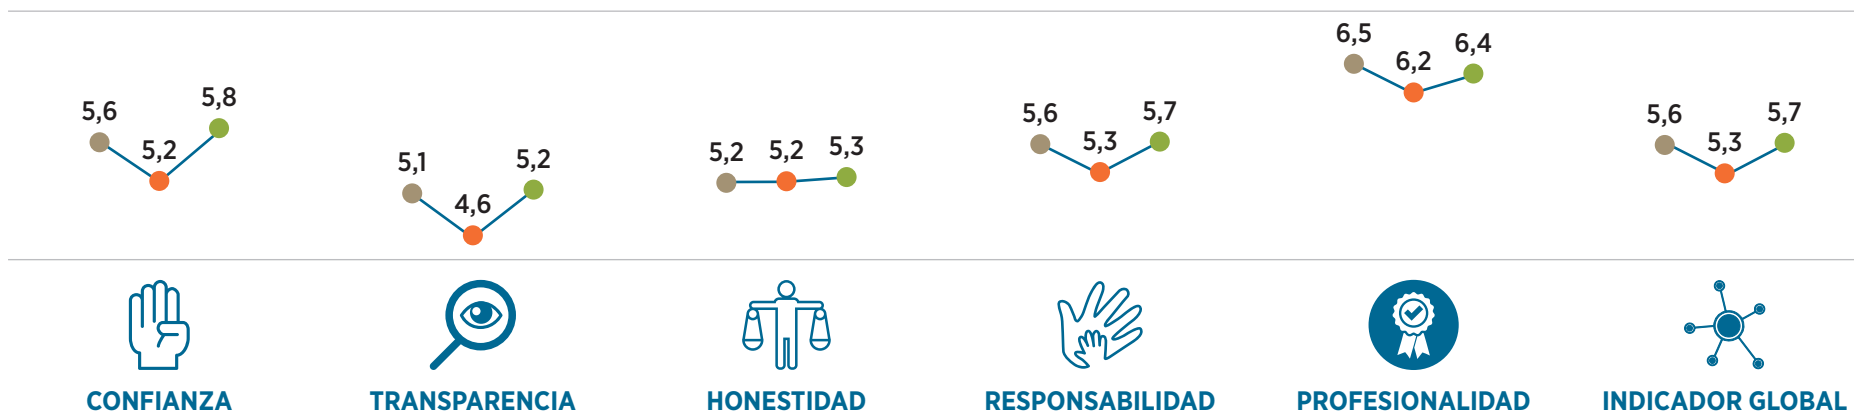 5,6 5,2 5,8
5,1 4,6 5,2
5,2 5,2 5,3
5,6 5,3 5,7
6,5 6,2 6,4
5,6 5,3 5,7
CONFIANZA
TRANSPARENCIA
HONESTIDAD
RESPONSABILIDAD
PROFESIONALIDAD
INDICADOR GLOBAL